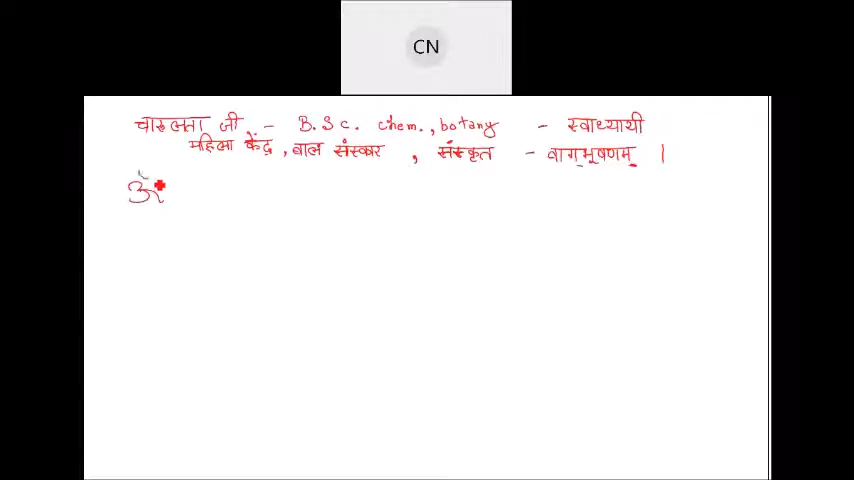 CN
चारुलता जी - B.Sc. chem., botany - स्वाध्यायी
महिला केंद्र, बाल संस्कार, संस्कृत - वाग्भूषणम् ।
ॐ